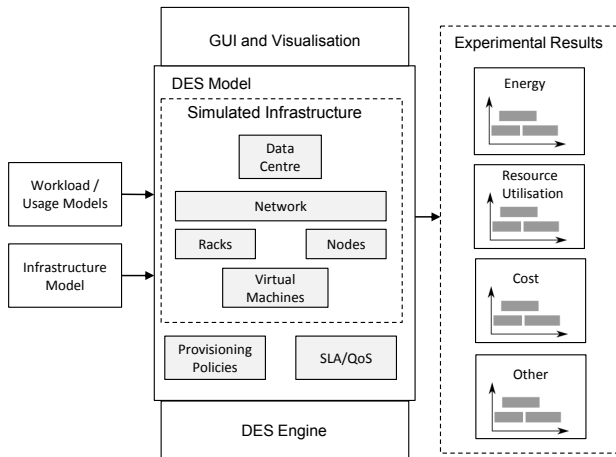 GUI and Visualisation
DES Model
Simulated Infrastructure
Data
Centre
Network
Racks
Nodes
Virtual
Machines
Provisioning
Policies
SLA/QoS
DES Engine
Workload /
Usage Models
Infrastructure
Model
Experimental Results
Energy
Resource
Utilisation
Cost
Other